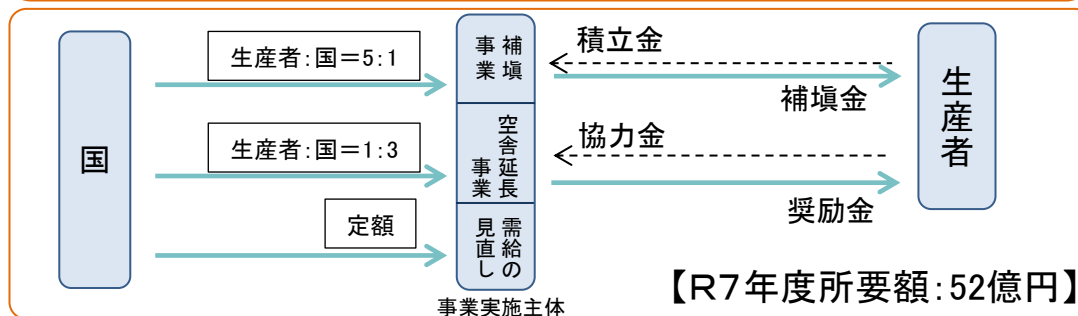 国
生産者:国=5:1
生産者:国=1:3
定額
補塡
事業
空舎延長
事業
需給の
見直し
事業実施主体
積立金
補塡金
協力金
奨励金
生産者
【R7年度所要額:52億円】